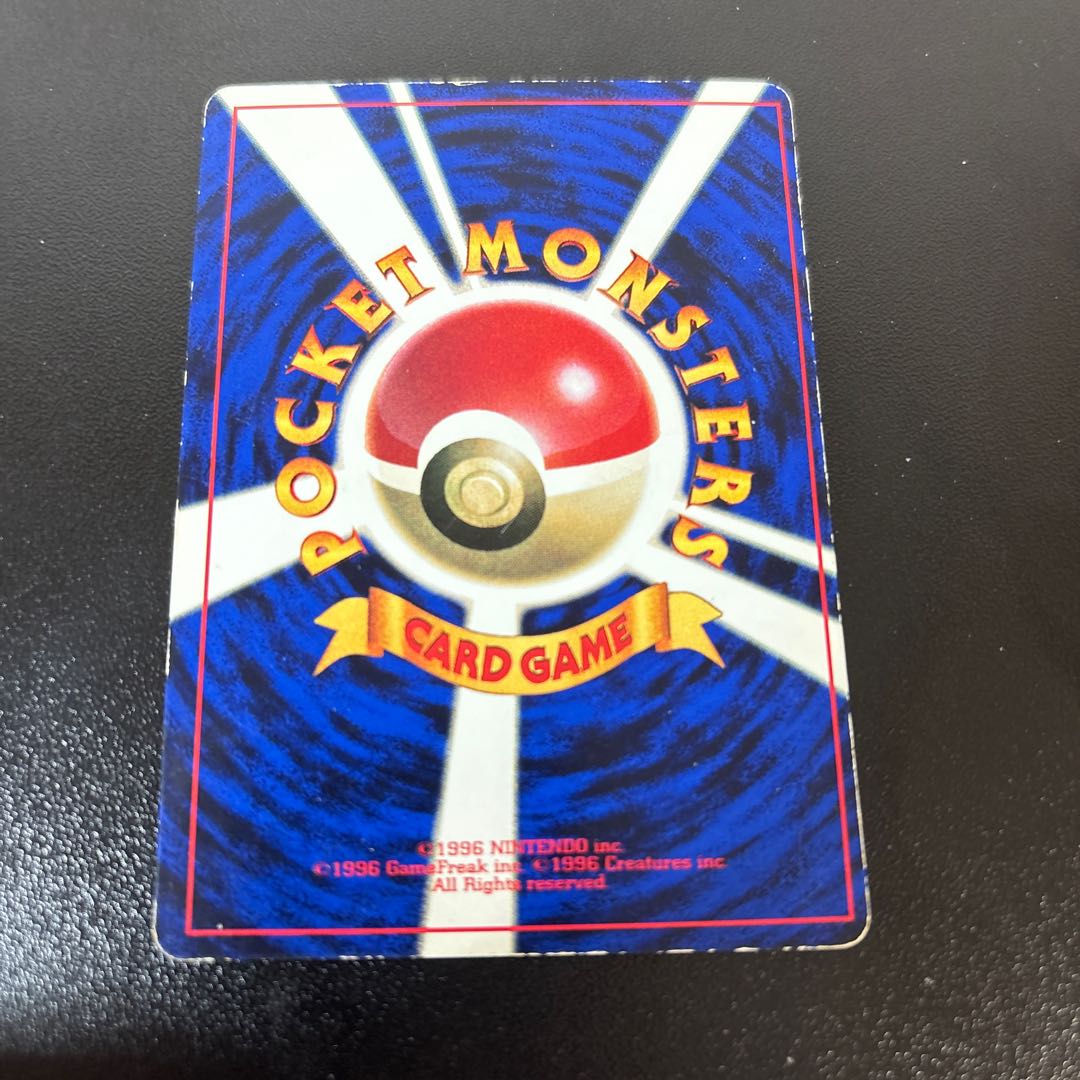 POCKET MONSTERS
CARD GAME
©1996 NINTENDO inc.
©1996 GameFreak inc. ©1996 Creatures inc
All Rights reserved.